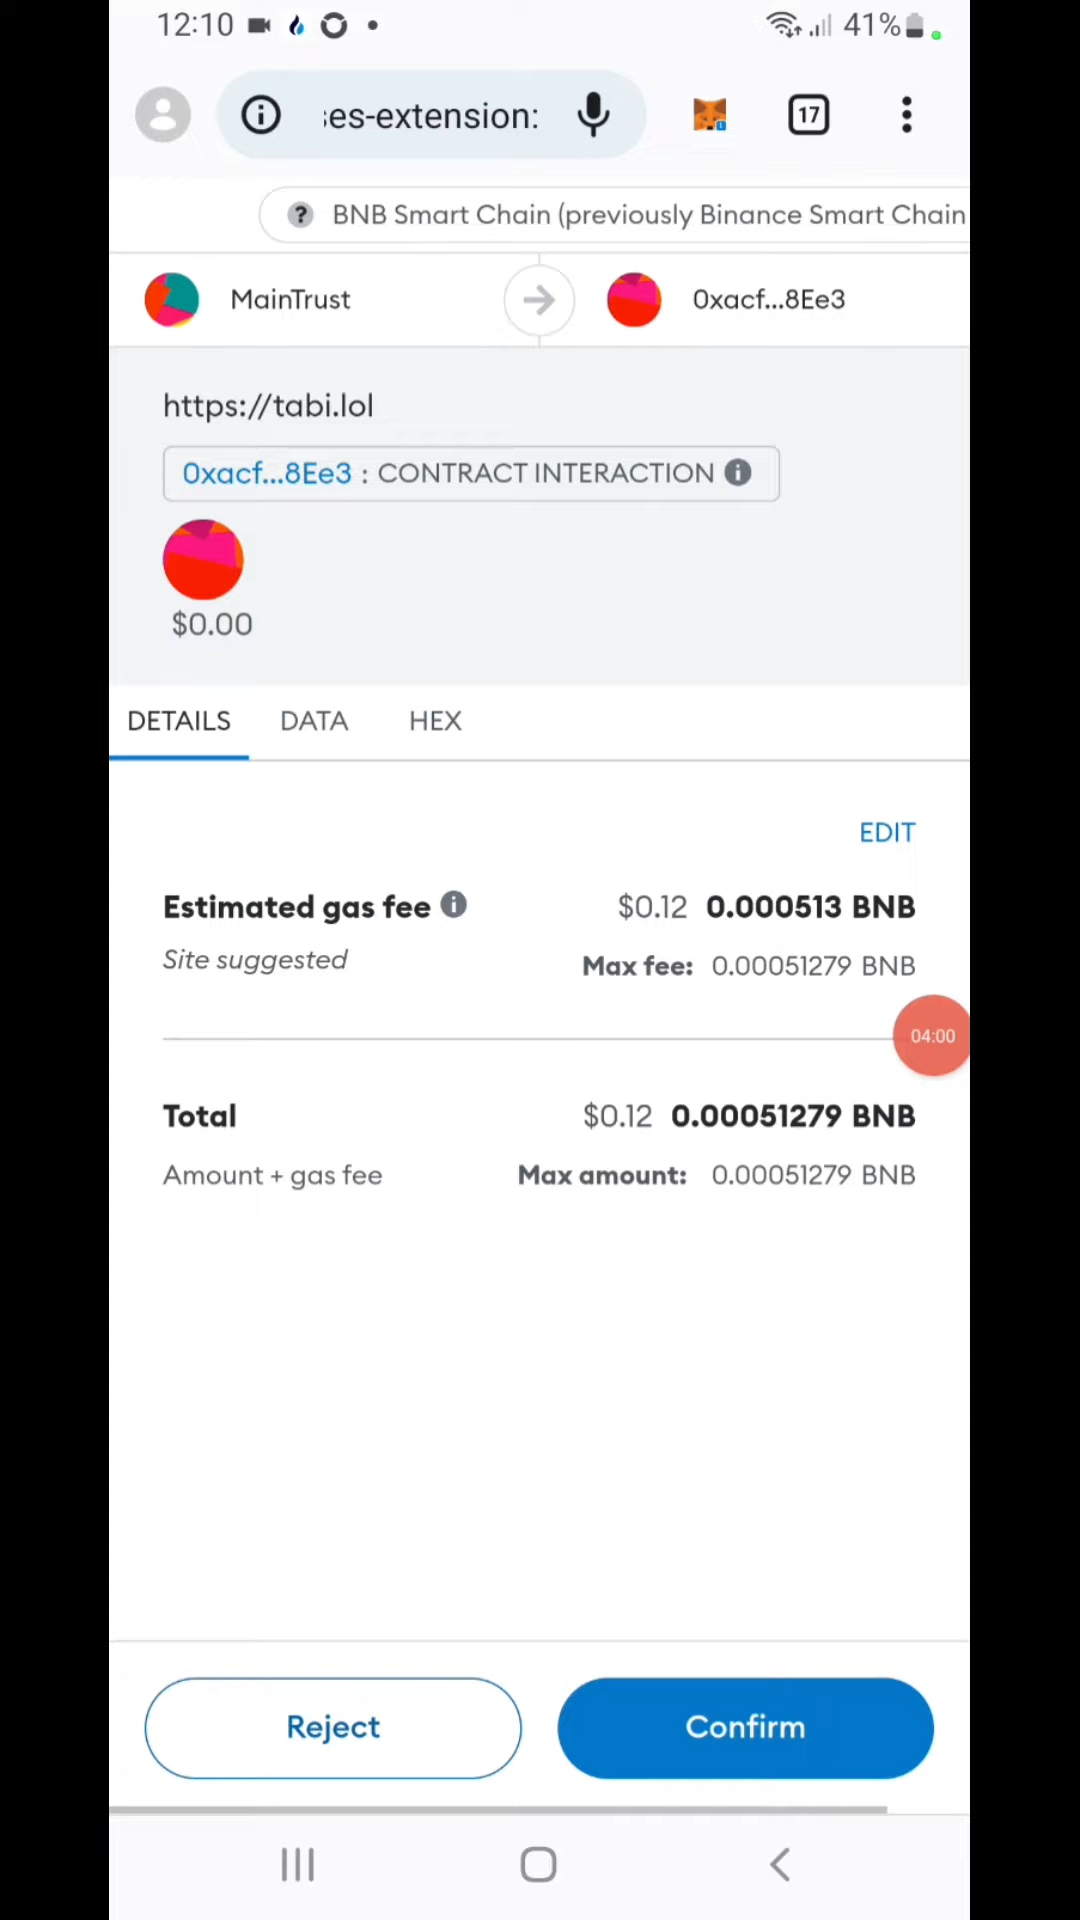 12:10
41%
ses-extension:
17
? BNB Smart Chain (previously Binance Smart Chain
MainTrust
0xacf...8Ee3
https://tabi.lol
0xacf...8Ee3 : CONTRACT INTERACTION
$0.00
DETAILS DATA HEX
EDIT
Estimated gas fee $0.12 0.000513 BNB
Site suggested Max fee: 0.00051279 BNB
04:00
Total $0.12 0.00051279 BNB
Amount + gas fee Max amount: 0.00051279 BNB
Reject Confirm